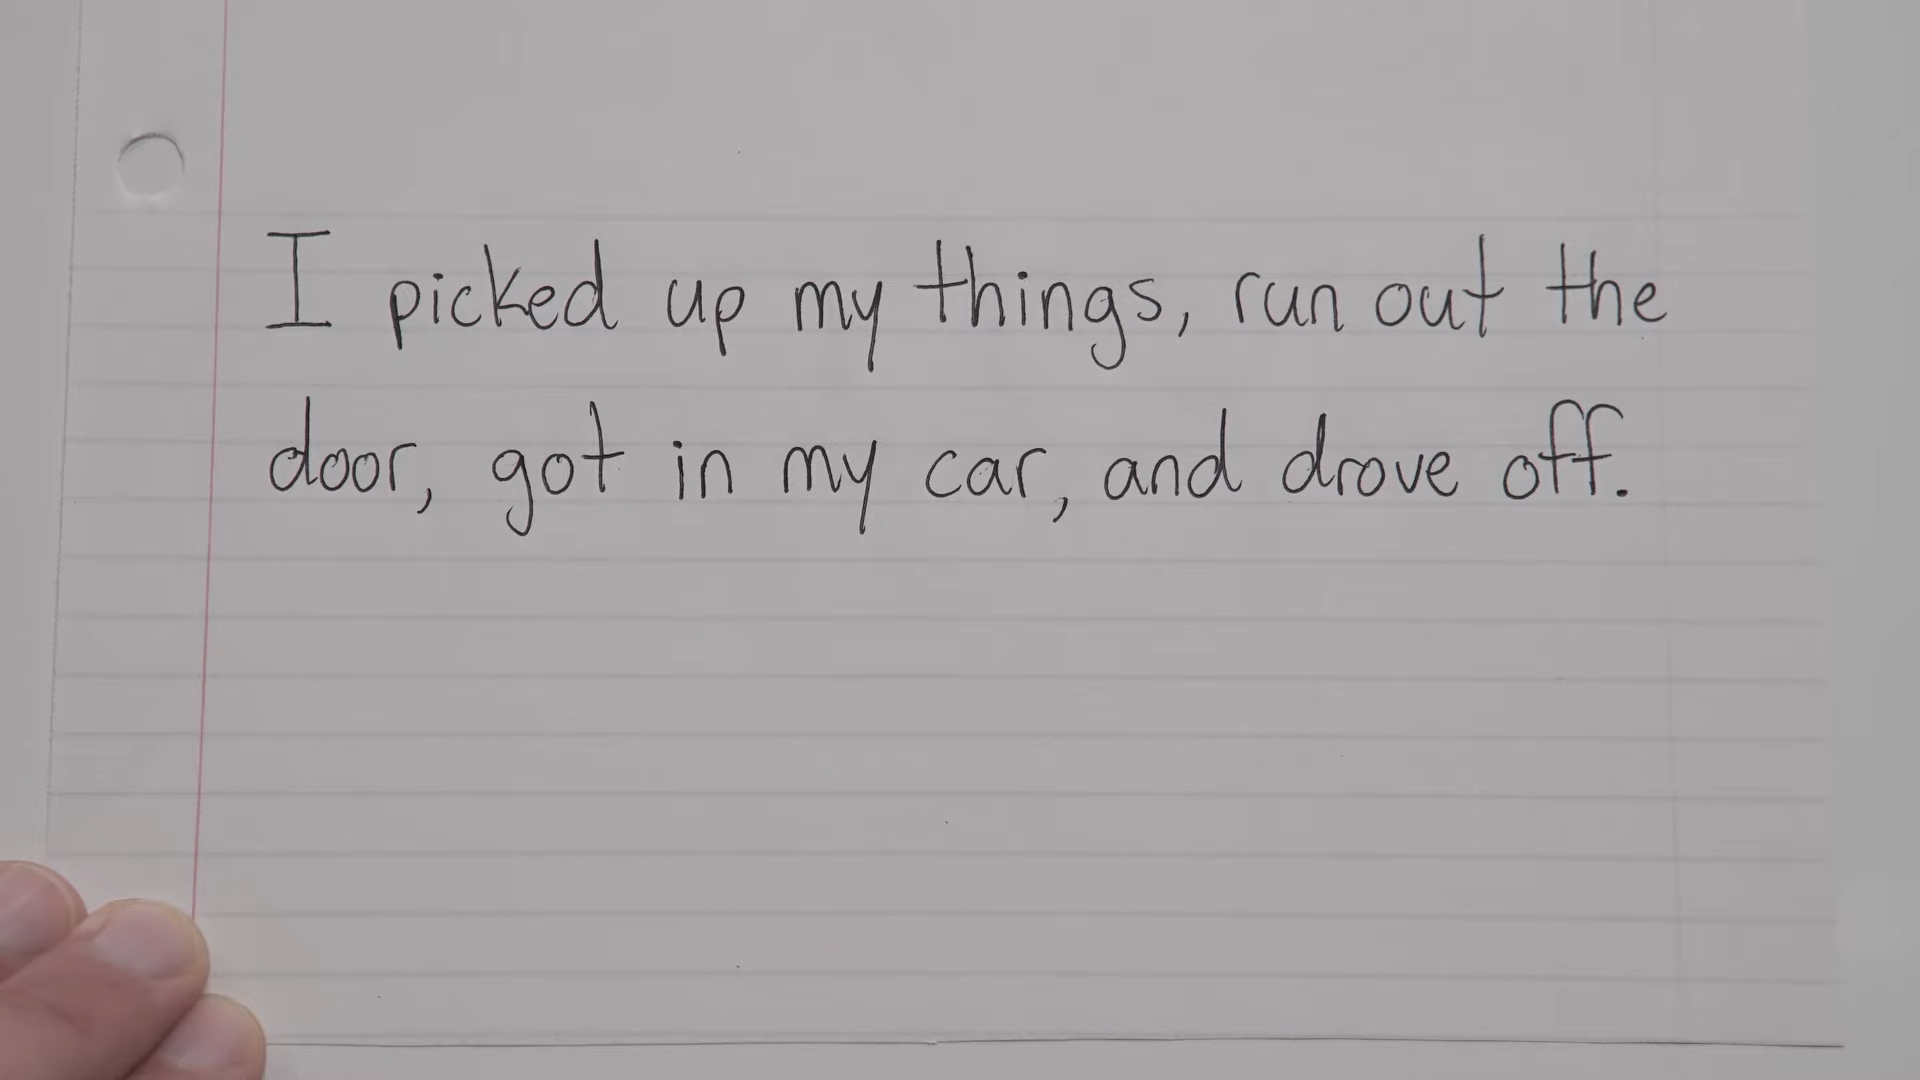 I picked up my things, run out the
door, got in my car, and drove off.